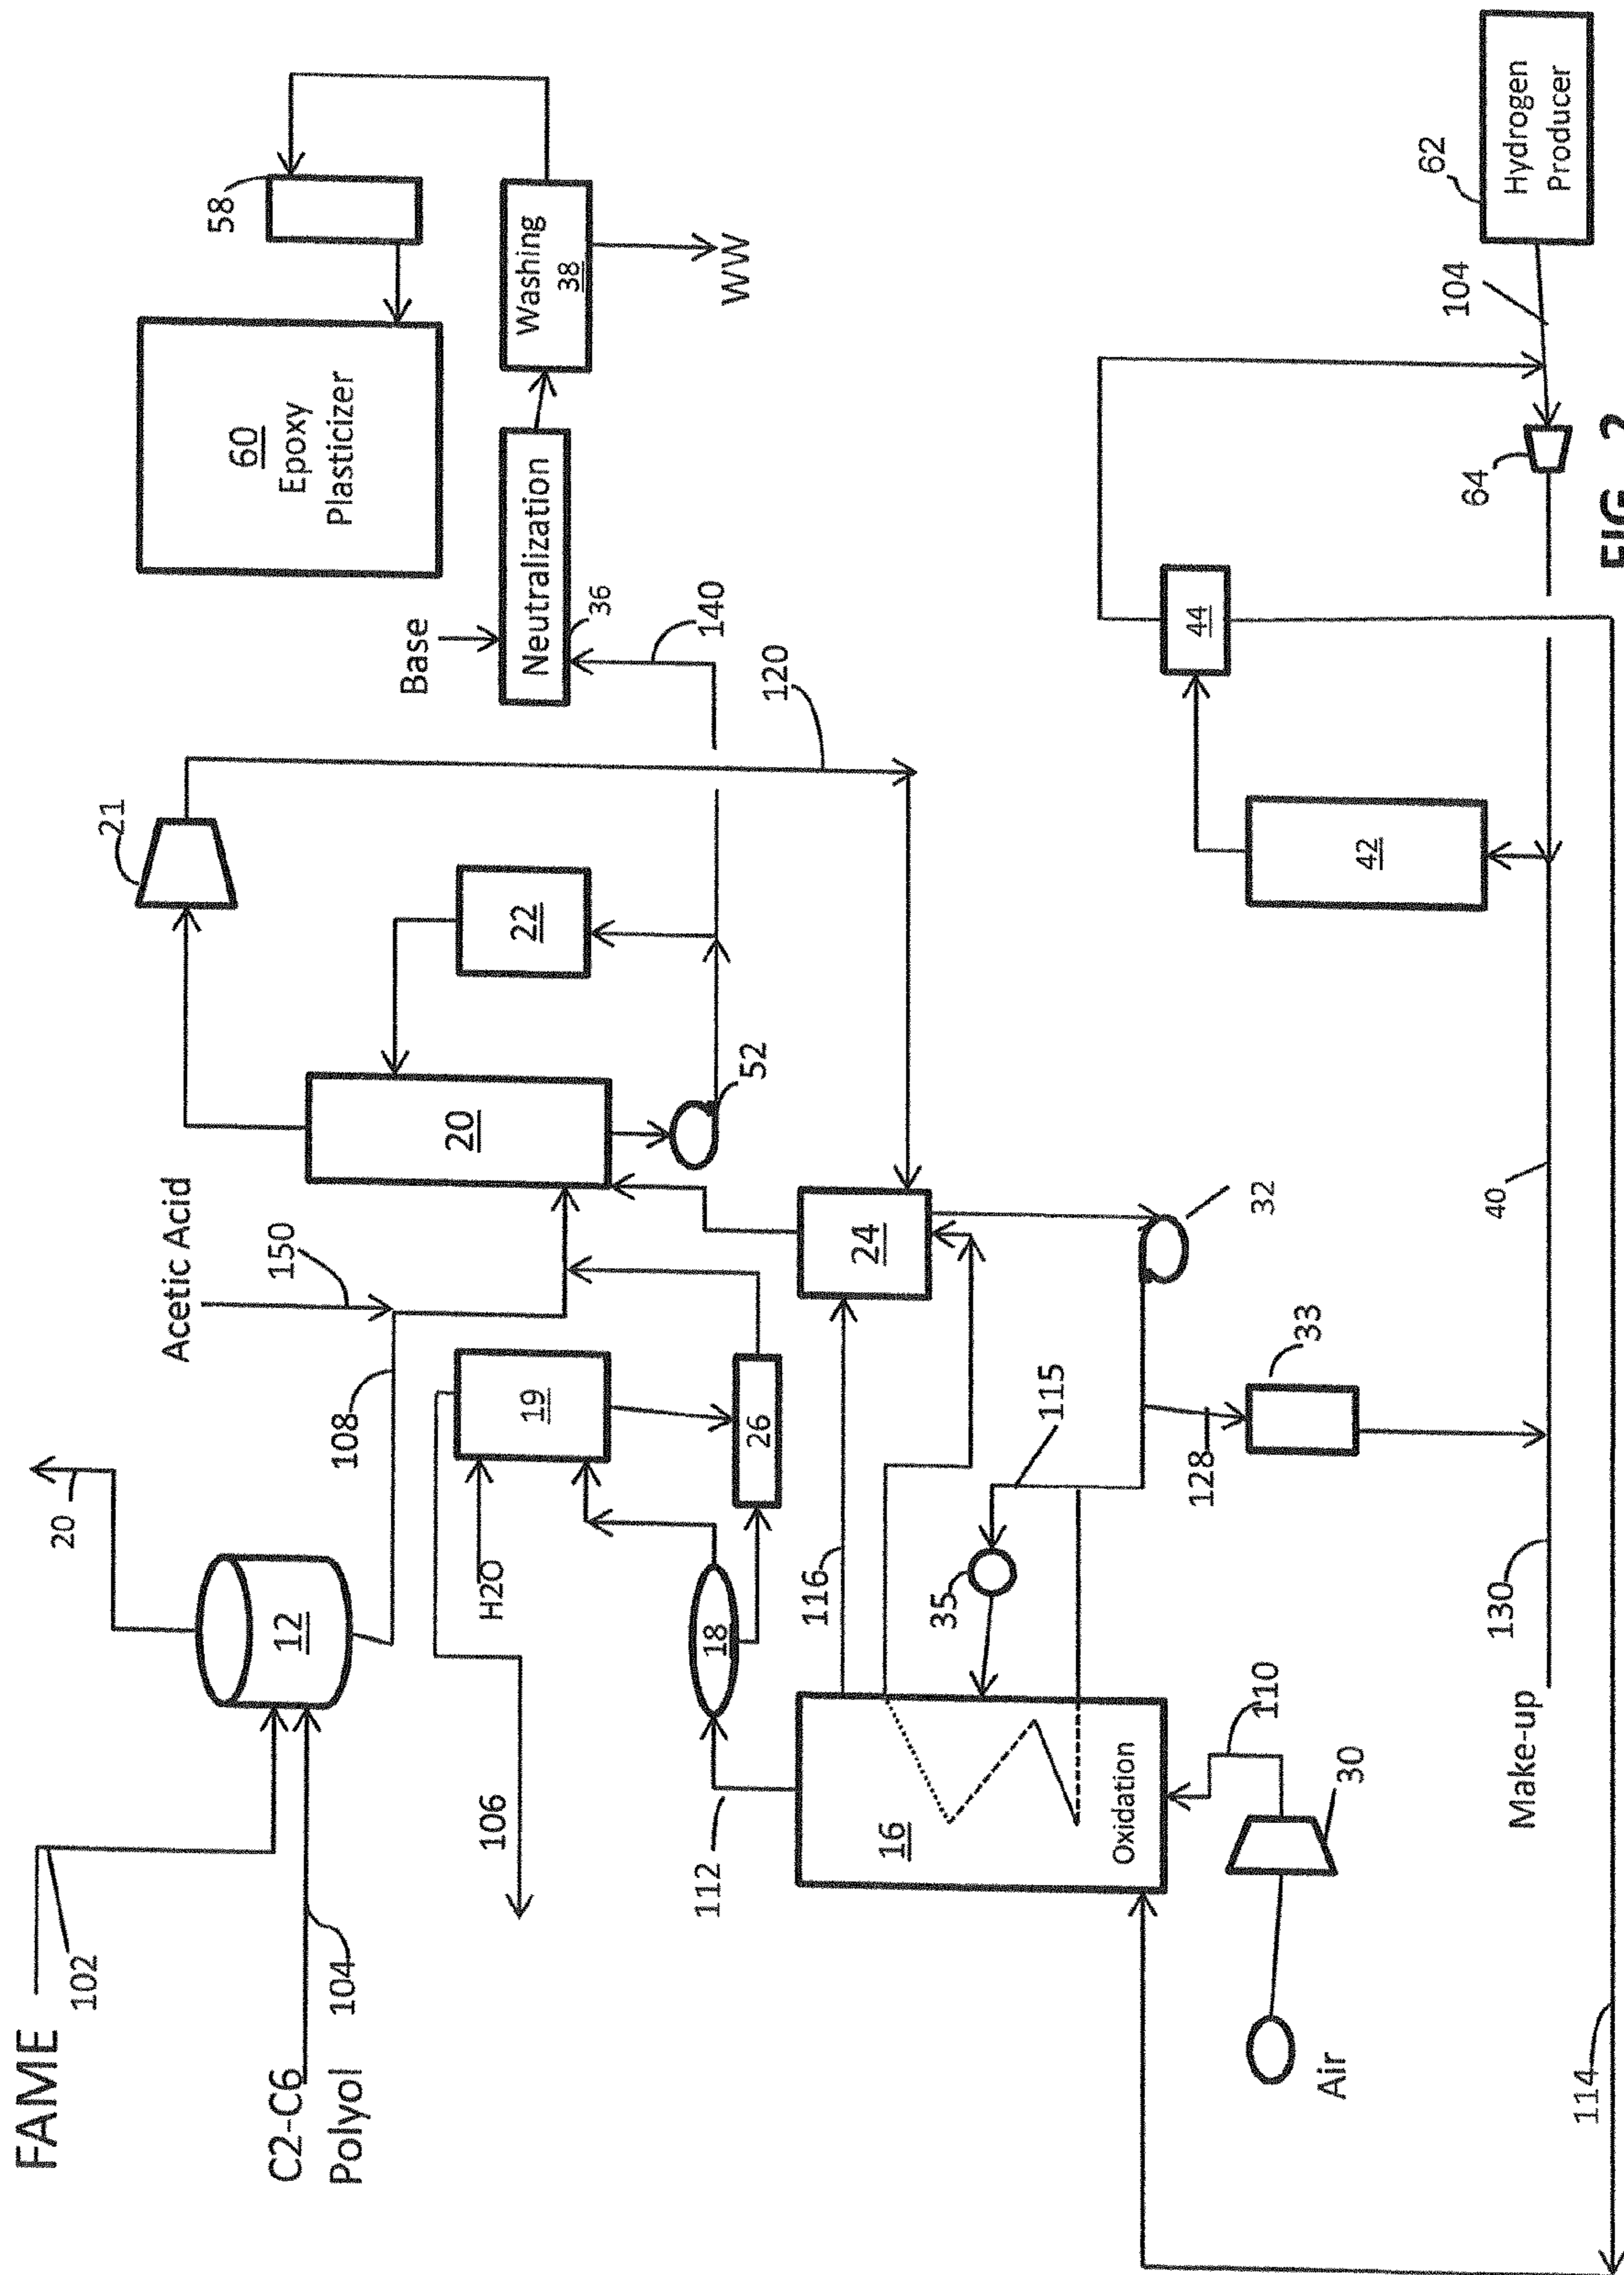 FAME
102
C2-C6
Polyol
104
20
12
108
Acetic Acid
150
H2O
19
106
26
18
112
20
21
22
52
120
140
Base
Neutralization
36
60
Epoxy
Plasticizer
58
Washing
38
WW
24
116
16
Oxidation
35
115
32
128
33
110
30
Air
Make-up
130
40
42
44
64
104
62
Hydrogen
Producer
114
FIG. 2